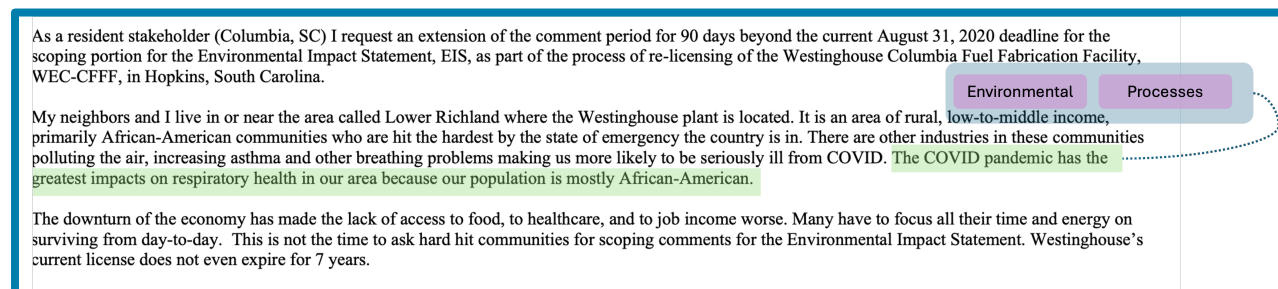 As a resident stakeholder (Columbia, SC) I request an extension of the comment period for 90 days beyond the current August 31, 2020 deadline for the
scoping portion for the Environmental Impact Statement, EIS, as part of the process of re-licensing of the Westinghouse Columbia Fuel Fabrication Facility,
WEC-CFFF, in Hopkins, South Carolina.
Environmental Processes
My neighbors and I live in or near the area called Lower Richland where the Westinghouse plant is located. It is an area of rural, low-to-middle income,
primarily African-American communities who are hit the hardest by the state of emergency the country is in. There are other industries in these communities
polluting the air, increasing asthma and other breathing problems making us more likely to be seriously ill from COVID. The COVID pandemic has the
greatest impacts on respiratory health in our area because our population is mostly African-American.
The downturn of the economy has made the lack of access to food, to healthcare, and to job income worse. Many have to focus all their time and energy on
surviving from day-to-day.  This is not the time to ask hard hit communities for scoping comments for the Environmental Impact Statement. Westinghouse’s
current license does not even expire for 7 years.